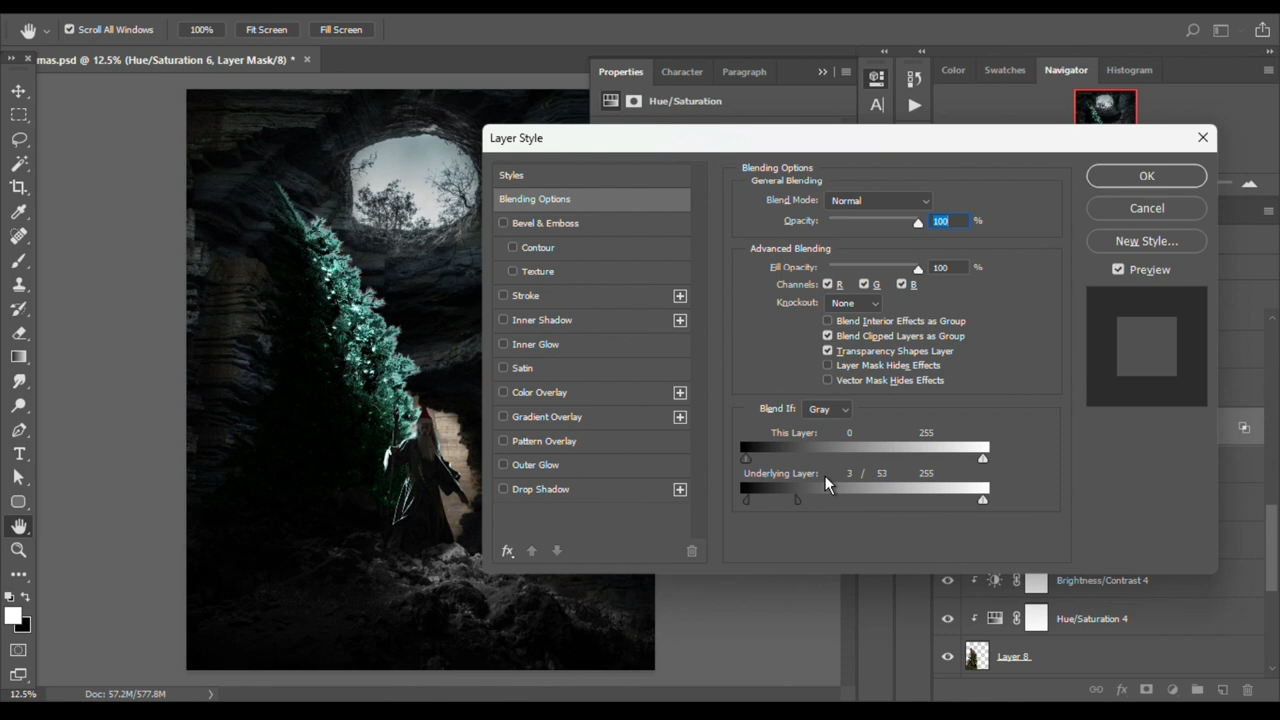 Scroll All Windows 100% Fit Screen Fill Screen
mas.psd @ 12.5% (Hue/Saturation 6, Layer Mask/8) * ×
Properties Character Paragraph
Color Swatches Navigator Histogram
Hue/Saturation
Layer Style
Styles
Blending Options
Bevel & Emboss
Contour
Texture
Stroke
Inner Shadow
Inner Glow
Satin
Color Overlay
Gradient Overlay
Pattern Overlay
Outer Glow
Drop Shadow
fx
Blending Options
General Blending
Blend Mode: Normal
Opacity: 100 %
Advanced Blending
Fill Opacity: 100 %
Channels: R G B
Knockout: None
Blend Interior Effects as Group
Blend Clipped Layers as Group
Transparency Shapes Layer
Layer Mask Hides Effects
Vector Mask Hides Effects
Blend If: Gray
This Layer: 0 255
Underlying Layer: 3 / 53 255
OK
Cancel
New Style...
Preview
Brightness/Contrast 4
Hue/Saturation 4
Layer 8
fx
12.5% Doc: 57.2M/577.8M